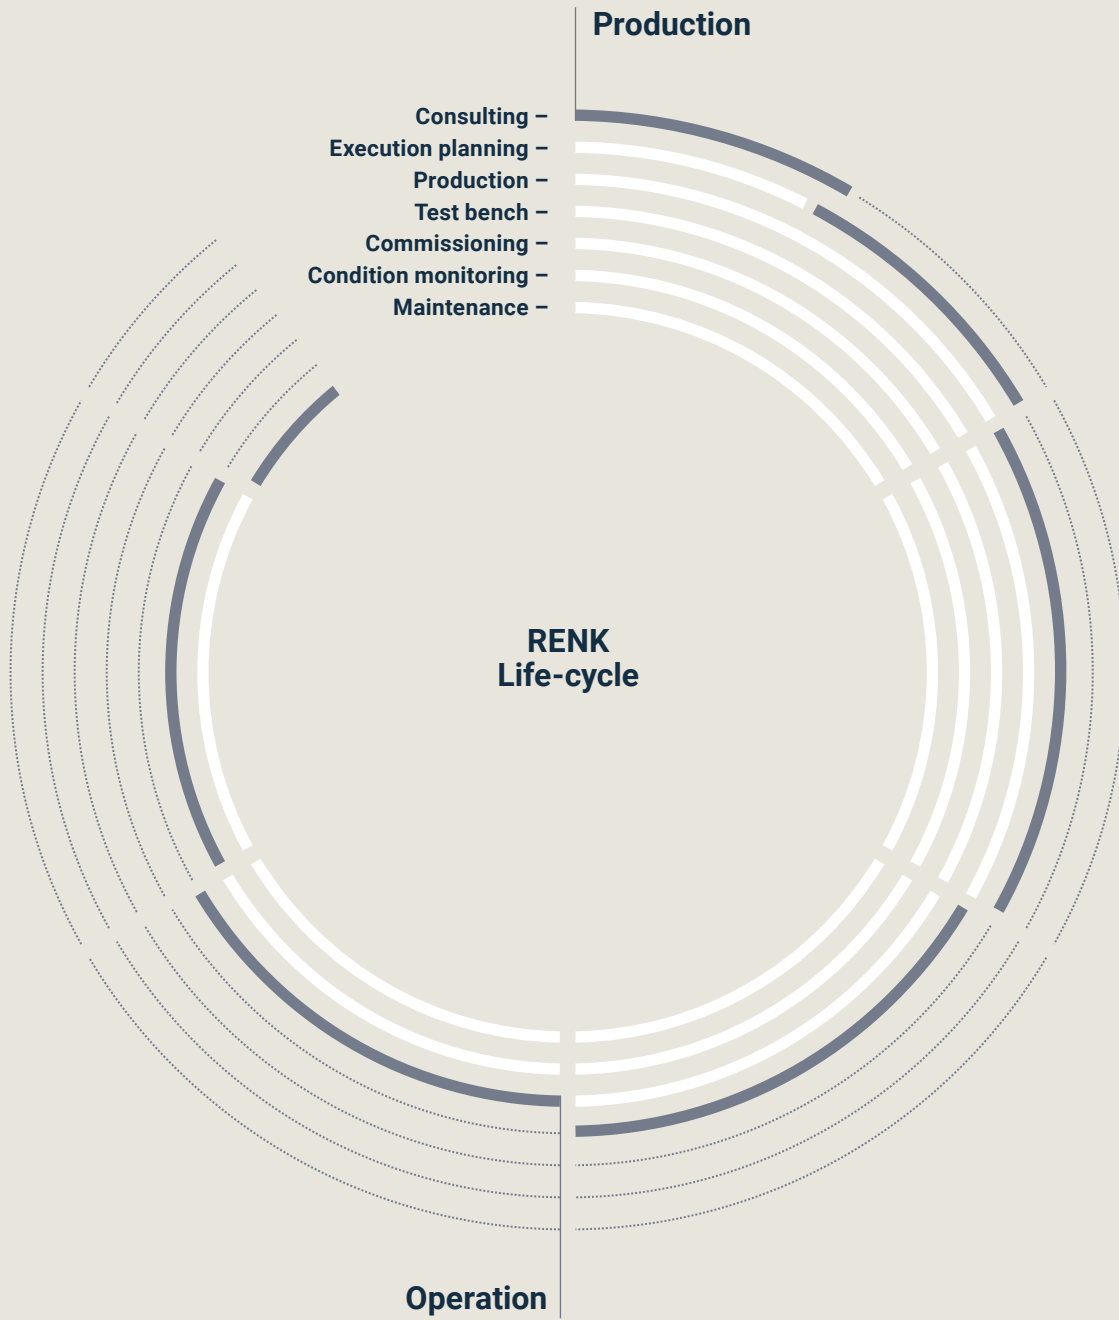 Production
Consulting –
Execution planning –
Production –
Test bench –
Commissioning –
Condition monitoring –
Maintenance –
RENK
Life-cycle
Operation